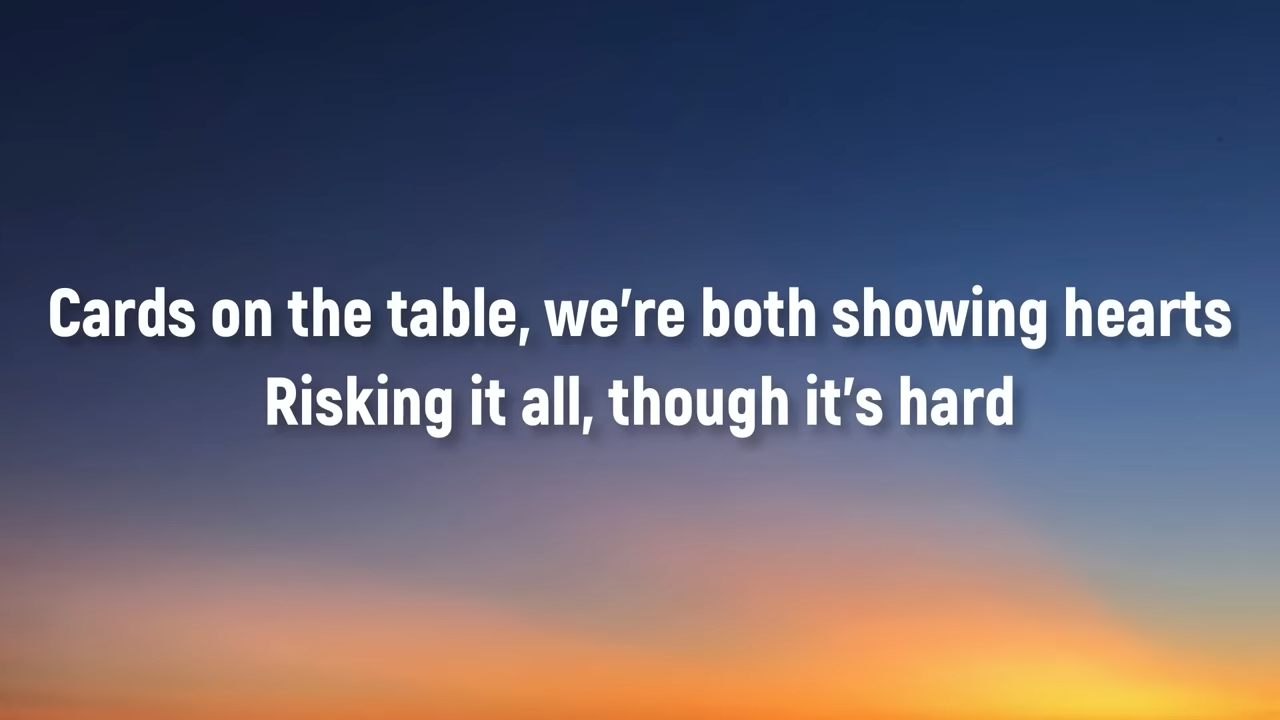 Cards on the table, we're both showing hearts
Risking it all, though it's hard